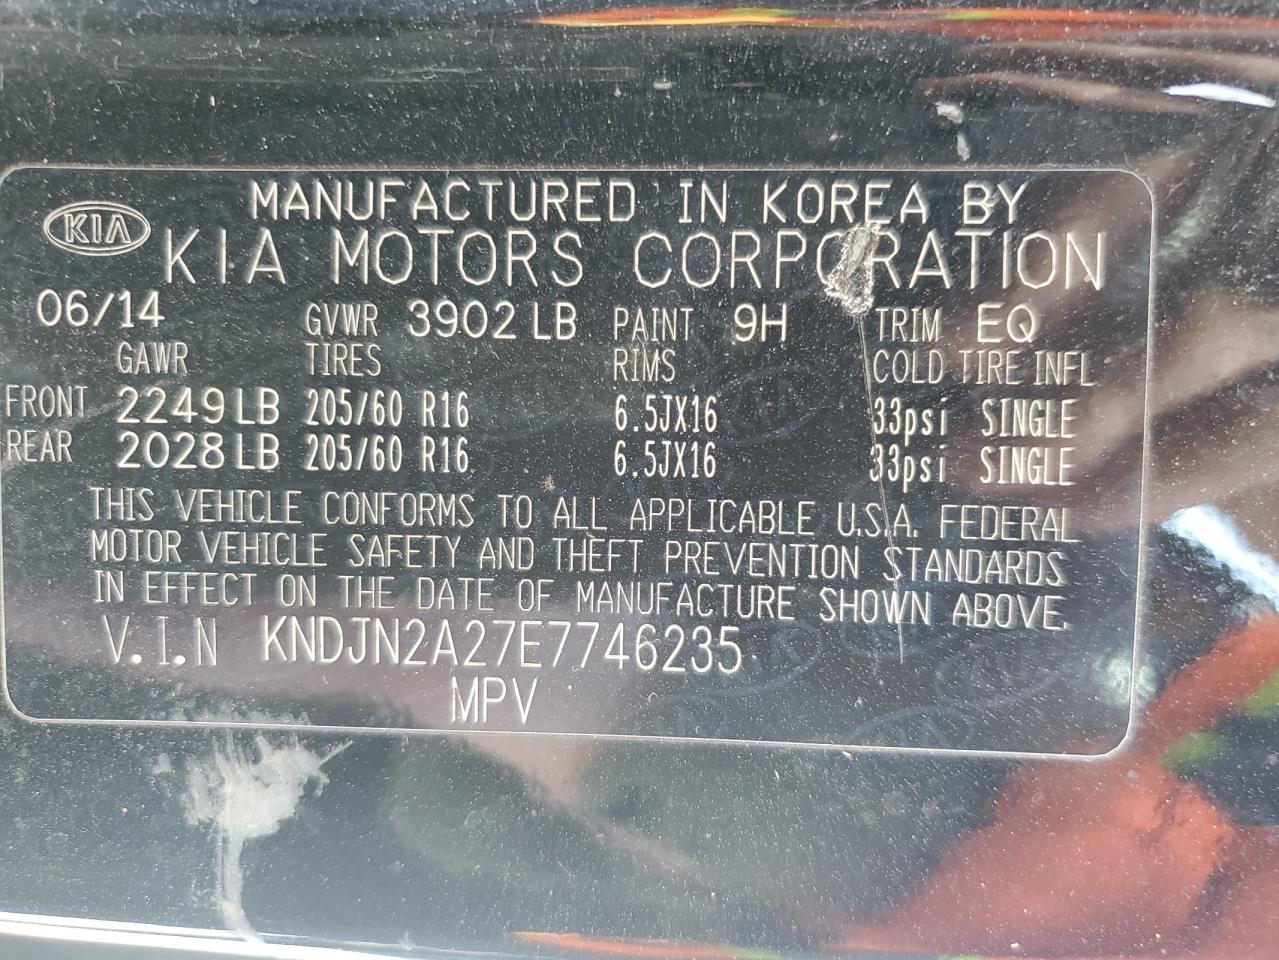 MANUFACTURED IN KOREA BY
KIA KIA MOTORS CORPORATION
06/14 GVWR 3902 LB PAINT 9H TRIM EQ
GAWR TIRES RIMS COLD TIRE INFL
FRONT 2249 LB 205/60 R16 6.5JX16 33psi SINGLE
REAR 2028 LB 205/60 R16 6.5JX16 33psi SINGLE
THIS VEHICLE CONFORMS TO ALL APPLICABLE U.S.A. FEDERAL
MOTOR VEHICLE SAFETY AND THEFT PREVENTION STANDARDS
IN EFFECT ON THE DATE OF MANUFACTURE SHOWN ABOVE.
V.I.N KNDJN2A27E7746235
MPV